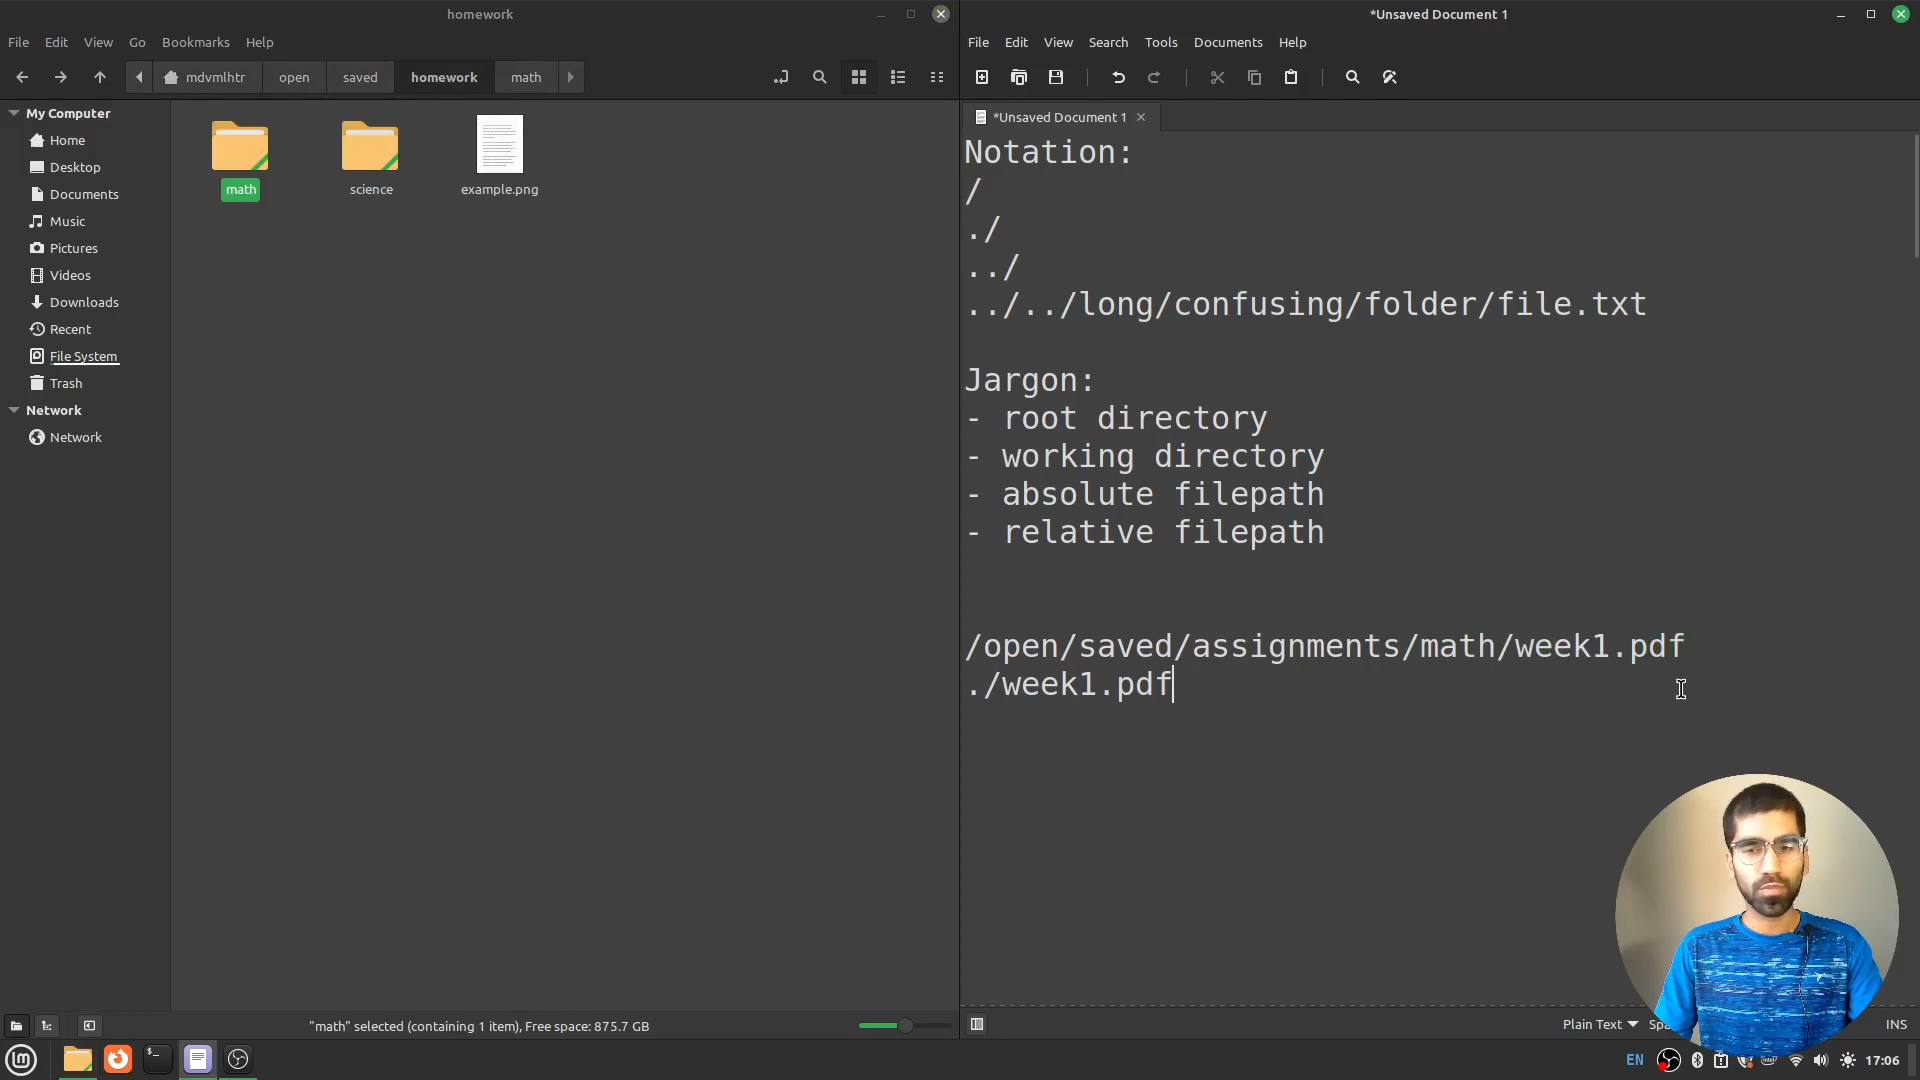 homework
File Edit View Go Bookmarks Help
mdvmlhtr open saved homework math
My Computer
Home
Desktop
Documents
Music
Pictures
Videos
Downloads
Recent
File System
Trash
Network
Network
math
science
example.png
"math" selected (containing 1 item), Free space: 875.7 GB
*Unsaved Document 1
File Edit View Search Tools Documents Help
*Unsaved Document 1
Notation:
/
./
../
../../long/confusing/folder/file.txt
Jargon:
- root directory
- working directory
- absolute filepath
- relative filepath
/open/saved/assignments/math/week1.pdf
./week1.pdf
Plain Text
INS
EN
17:06